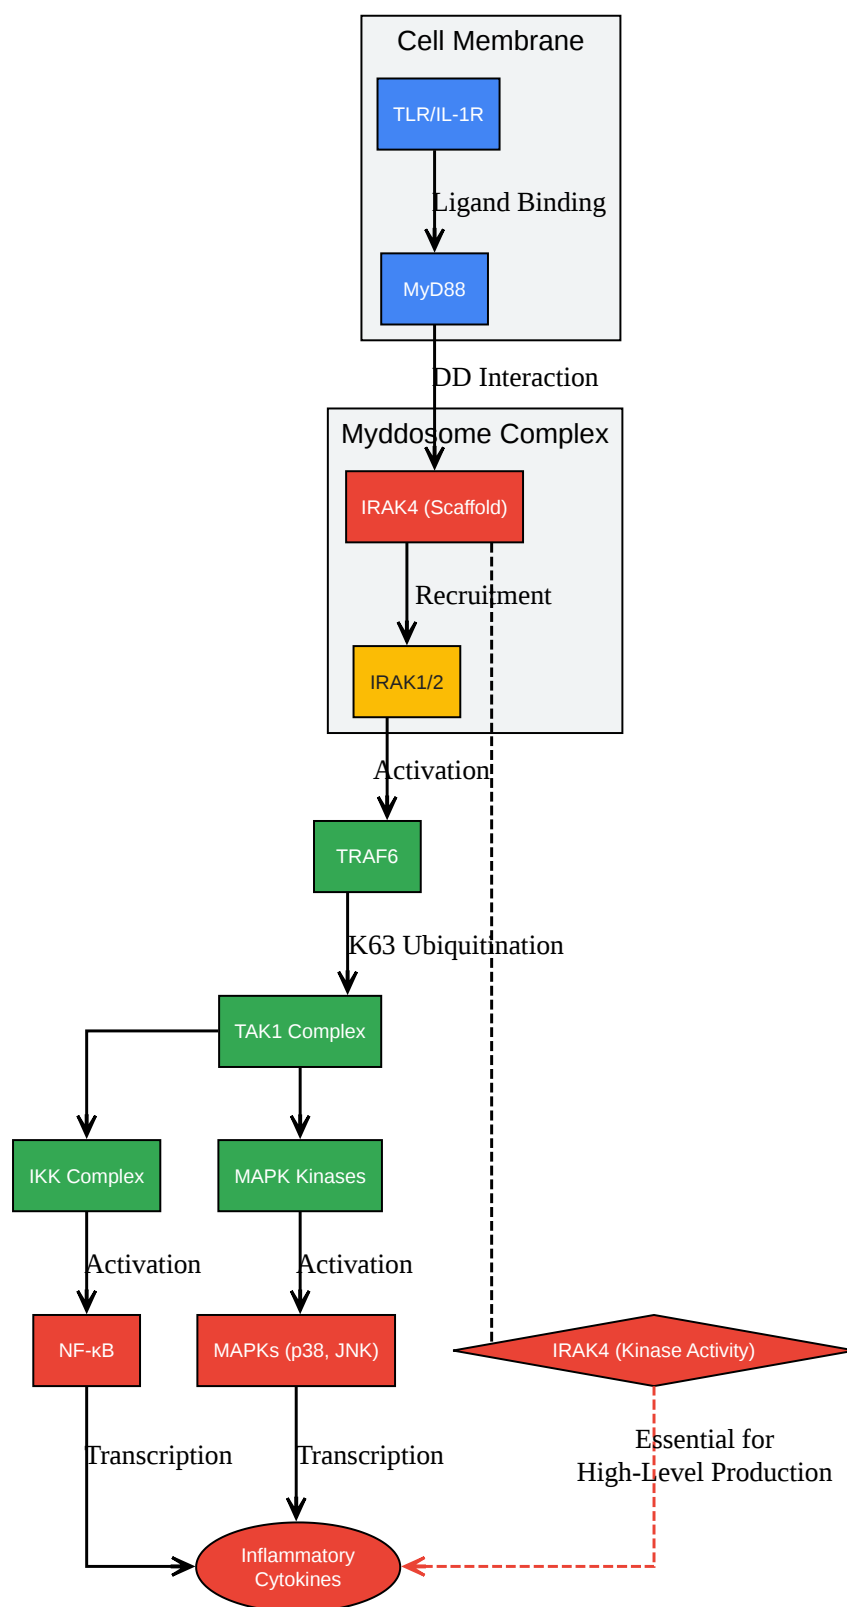 Cell Membrane
TLR/IL-1R
Ligand Binding
MyD88
DD Interaction
Myddosome Complex
IRAK4 (Scaffold)
Recruitment
IRAK1/2
Activation
TRAF6
K63 Ubiquitination
TAK1 Complex
IKK Complex
MAPK Kinases
Activation
Activation
NF-κB
MAPKs (p38, JNK)
IRAK4 (Kinase Activity)
Transcription
Transcription
Essential for
High-Level Production
Inflammatory
Cytokines